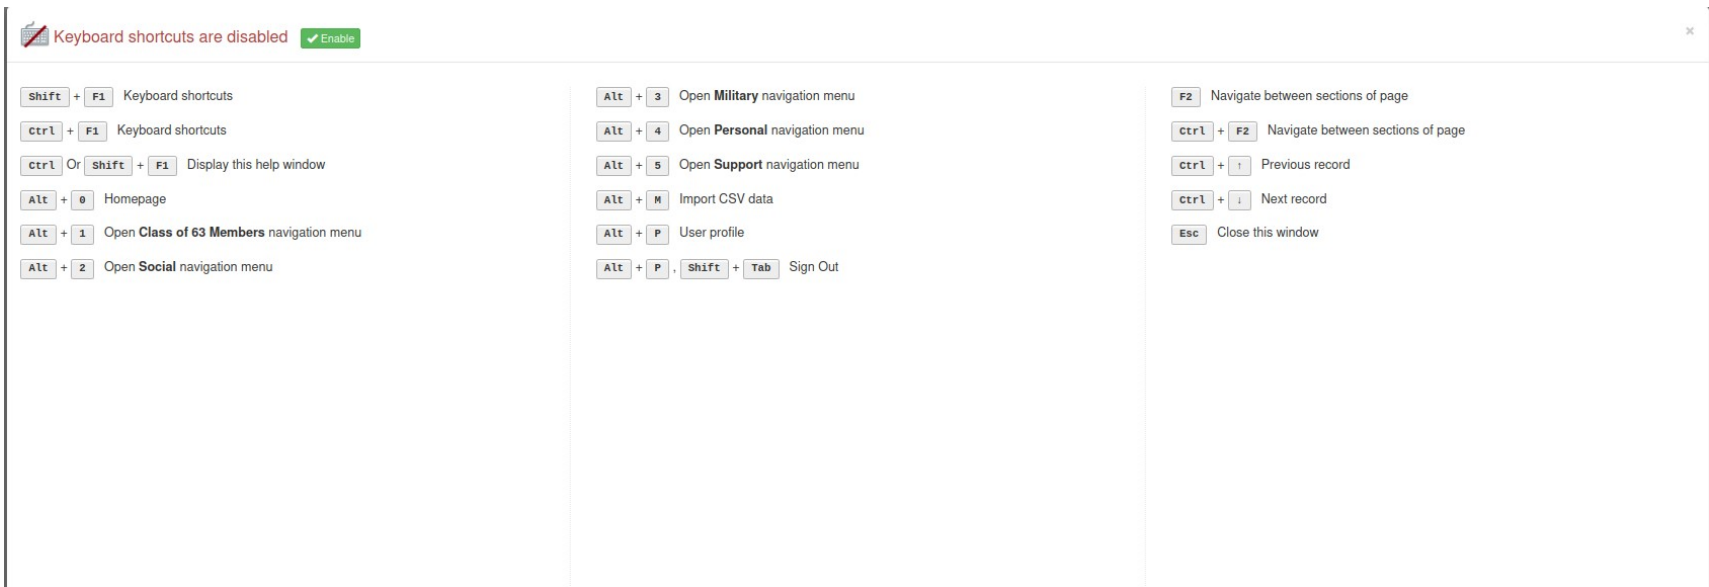 Keyboard shortcuts are disabled Enable ×
Shift + F1 Keyboard shortcuts
Ctrl + F1 Keyboard shortcuts
Ctrl Or Shift + F1 Display this help window
Alt + 0 Homepage
Alt + 1 Open Class of 63 Members navigation menu
Alt + 2 Open Social navigation menu
Alt + 3 Open Military navigation menu
Alt + 4 Open Personal navigation menu
Alt + 5 Open Support navigation menu
Alt + M Import CSV data
Alt + P User profile
Alt + P , Shift + Tab Sign Out
F2 Navigate between sections of page
Ctrl + F2 Navigate between sections of page
Ctrl + ↑ Previous record
Ctrl + ↓ Next record
Esc Close this window